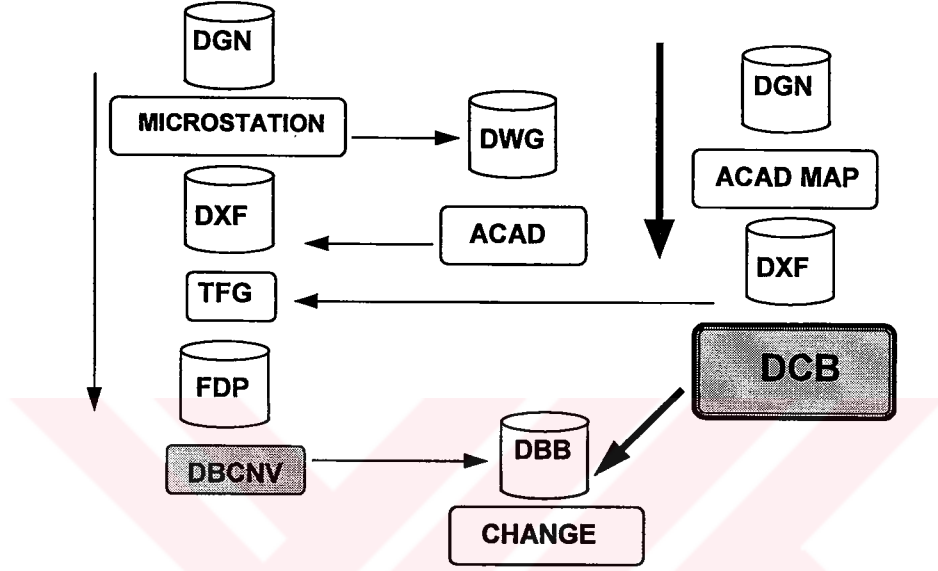 DGN
MICROSTATION
DWG
DXF
ACAD
TFG
FDP
DBCNV
DGN
ACAD MAP
DXF
DCB
DBB
CHANGE